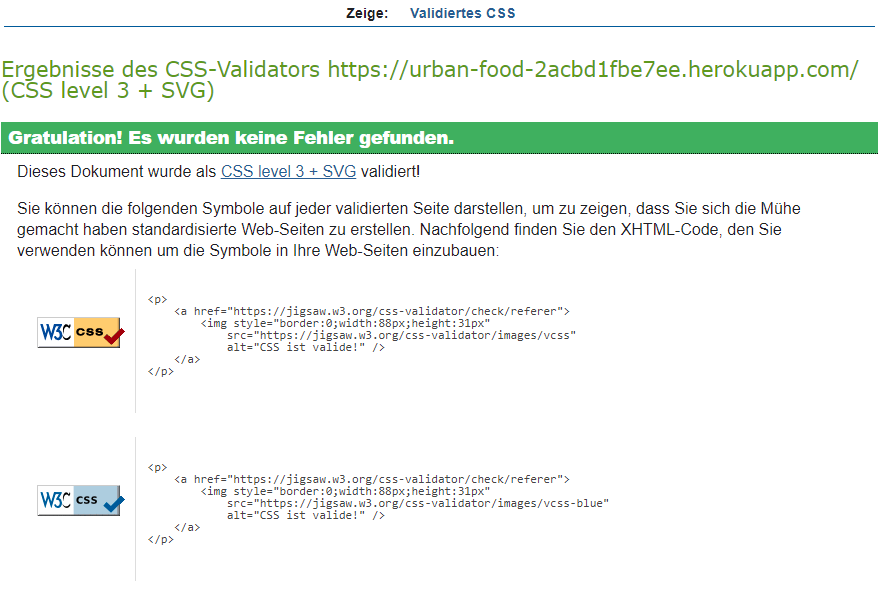 Zeige: Validiertes CSS
Ergebnisse des CSS-Validators https://urban-food-2acbd1fbe7ee.herokuapp.com/
(CSS level 3 + SVG)
Gratulation! Es wurden keine Fehler gefunden.
Dieses Dokument wurde als CSS level 3 + SVG validiert!
Sie können die folgenden Symbole auf jeder validierten Seite darstellen, um zu zeigen, dass Sie sich die Mühe
gemacht haben standardisierte Web-Seiten zu erstellen. Nachfolgend finden Sie den XHTML-Code, den Sie
verwenden können um die Symbole in Ihre Web-Seiten einzubauen:
W3C css
<p>
<a href="https://jigsaw.w3.org/css-validator/check/referer">
<img style="border:0;width:88px;height:31px"
src="https://jigsaw.w3.org/css-validator/images/vcss"
alt="CSS ist valide!" />
</a>
</p>
W3C css
<p>
<a href="https://jigsaw.w3.org/css-validator/check/referer">
<img style="border:0;width:88px;height:31px"
src="https://jigsaw.w3.org/css-validator/images/vcss-blue"
alt="CSS ist valide!" />
</a>
</p>